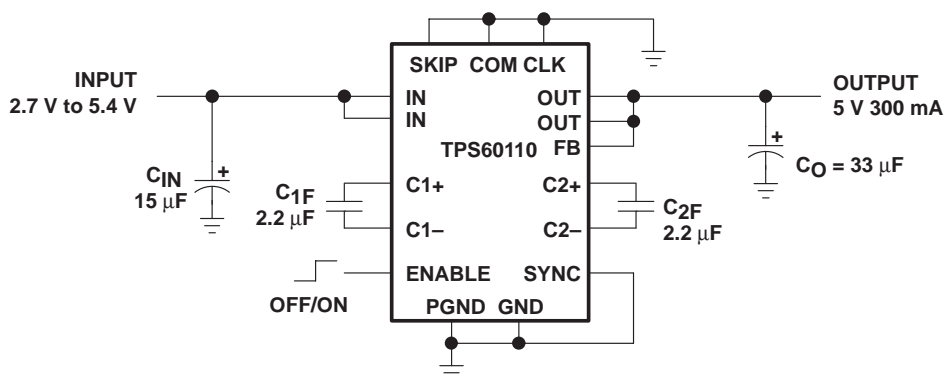 SKIP COM CLK
INPUT
2.7 V to 5.4 V
IN
IN
OUT
OUT
FB
TPS60110
OUTPUT
5 V 300 mA
CIN
15 μF
+
C1F
2.2 μF
C1+
C1–
C2+
C2–
C2F
2.2 μF
+
CO = 33 μF
ENABLE
SYNC
OFF/ON
PGND GND